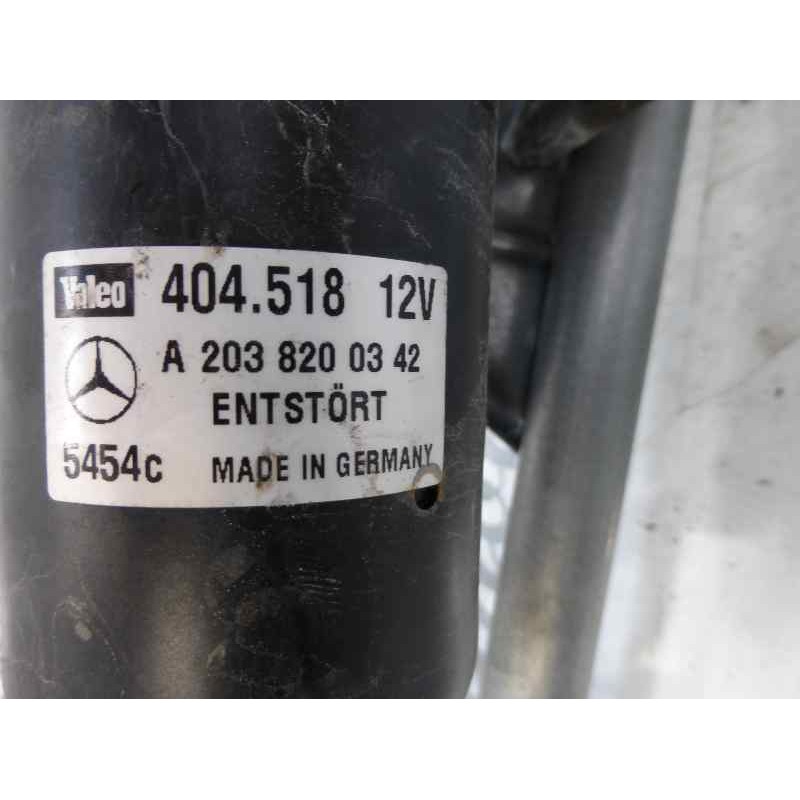 Valeo 404.518 12V
A 203 820 03 42
ENTSTÖRT
5454c MADE IN GERMANY